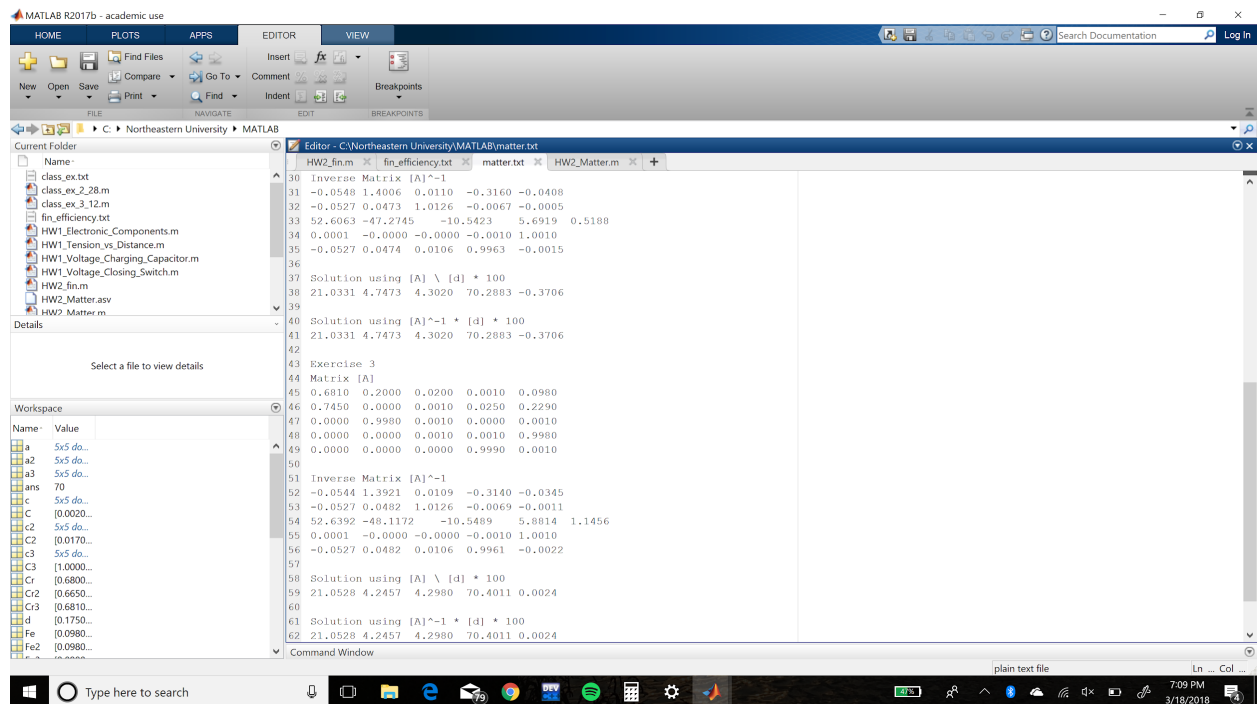 MATLAB R2017b - academic use
HOME PLOTS APPS EDITOR VIEW
Search Documentation Log In
New Open Save
Find Files
Compare
Print
Go To
Find
Insert fx
Comment
Indent
Breakpoints
FILE NAVIGATE EDIT BREAKPOINTS
C: Northeastern University MATLAB
Current Folder
Name
class_ex.txt
class_ex_2_28.m
class_ex_3_12.m
fin_efficiency.txt
HW1_Electronic_Components.m
HW1_Tension_vs_Distance.m
HW1_Voltage_Charging_Capacitor.m
HW1_Voltage_Closing_Switch.m
HW2_fin.m
HW2_Matter.asv
HW2_Matter.m
Details
Select a file to view details
Workspace
Name Value
a 5x5 do...
a2 5x5 do...
a3 5x5 do...
ans 70
c 5x5 do...
C [0.0020...
c2 5x5 do...
C2 [0.0170...
c3 5x5 do...
C3 [1.0000...
Cr [0.6800...
Cr2 [0.6650...
Cr3 [0.6810...
d [0.1750...
Fe [0.0980...
Fe2 [0.0980...
Editor - C:\Northeastern University\MATLAB\matter.txt
HW2_fin.m fin_efficiency.txt matter.txt HW2_Matter.m
30 Inverse Matrix [A]^-1
31 -0.0548 1.4006 0.0110 -0.3160 -0.0408
32 -0.0527 0.0473 1.0126 -0.0067 -0.0005
33 52.6063 -47.2745 -10.5423 5.6919 0.5188
34 0.0001 -0.0000 -0.0000 -0.0010 1.0010
35 -0.0527 0.0474 0.0106 0.9963 -0.0015
36
37 Solution using [A] \ [d] * 100
38 21.0331 4.7473 4.3020 70.2883 -0.3706
39
40 Solution using [A]^-1 * [d] * 100
41 21.0331 4.7473 4.3020 70.2883 -0.3706
42
43 Exercise 3
44 Matrix [A]
45 0.6810 0.2000 0.0200 0.0010 0.0980
46 0.7450 0.0000 0.0010 0.0250 0.2290
47 0.0000 0.9980 0.0010 0.0000 0.0010
48 0.0000 0.0000 0.0010 0.0010 0.9980
49 0.0000 0.0000 0.0000 0.9990 0.0010
50
51 Inverse Matrix [A]^-1
52 -0.0544 1.3921 0.0109 -0.3140 -0.0345
53 -0.0527 0.0482 1.0126 -0.0069 -0.0011
54 52.6392 -48.1172 -10.5489 5.8814 1.1456
55 0.0001 -0.0000 -0.0000 -0.0010 1.0010
56 -0.0527 0.0482 0.0106 0.9961 -0.0022
57
58 Solution using [A] \ [d] * 100
59 21.0528 4.2457 4.2980 70.4011 0.0024
60
61 Solution using [A]^-1 * [d] * 100
62 21.0528 4.2457 4.2980 70.4011 0.0024
Command Window
plain text file Ln ... Col ...
Type here to search
79
DEV
47%
7:09 PM
3/18/2018
4